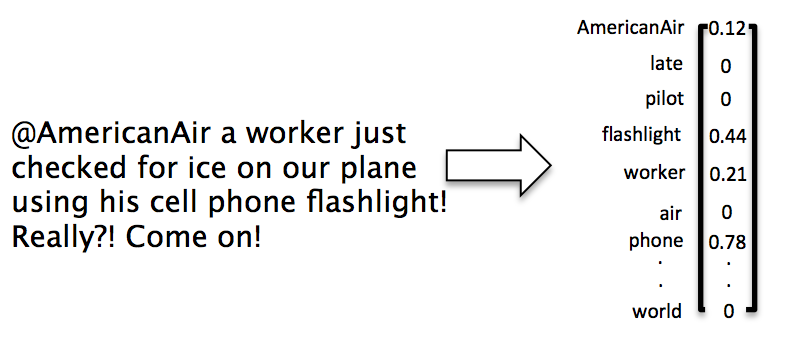 @AmericanAir a worker just
checked for ice on our plane
using his cell phone flashlight!
Really?! Come on!
AmericanAir 0.12
late 0
pilot 0
flashlight 0.44
worker 0.21
air 0
phone 0.78
. .
. .
world 0